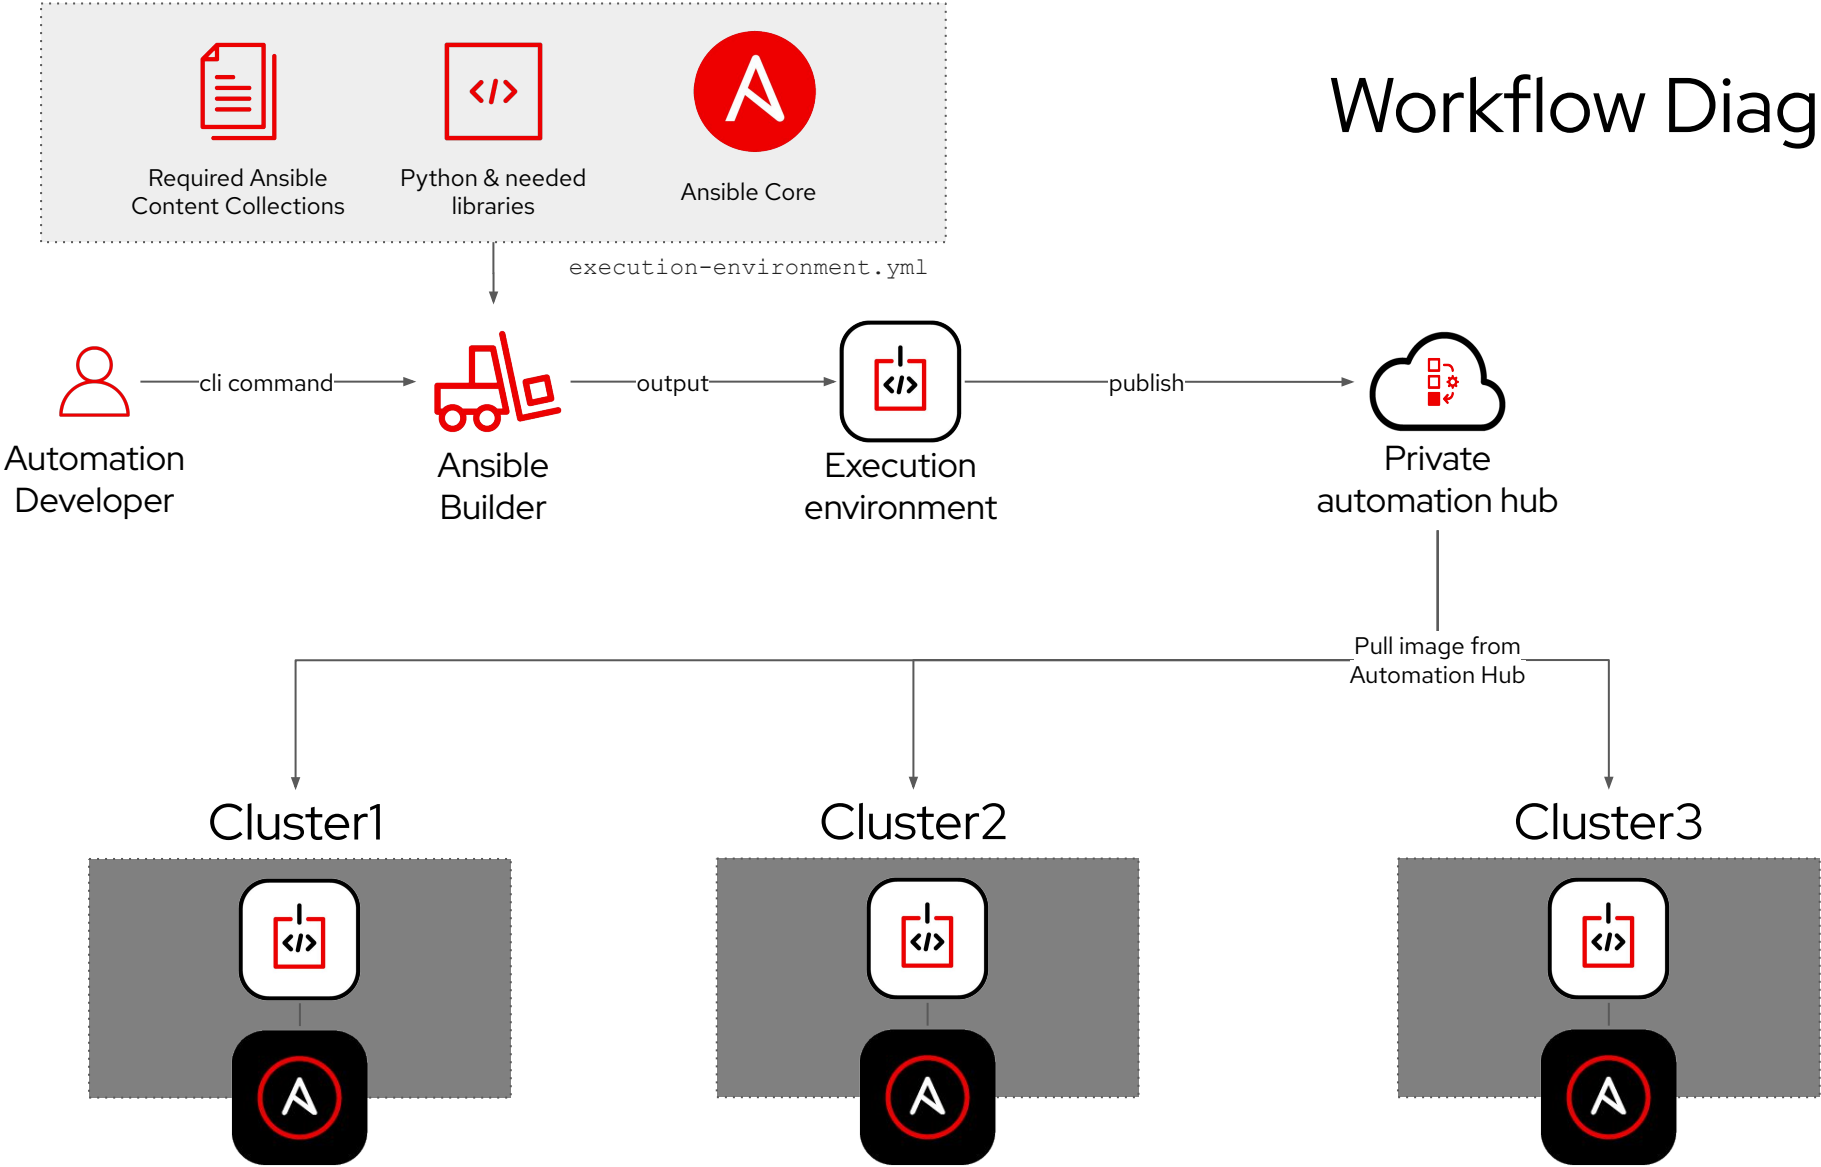 Workflow Diag
Required Ansible
Content Collections
Python & needed
libraries
Ansible Core
execution-environment.yml
cli command
output
publish
Automation
Developer
Ansible
Builder
Execution
environment
Private
automation hub
Pull image from
Automation Hub
Cluster1
Cluster2
Cluster3